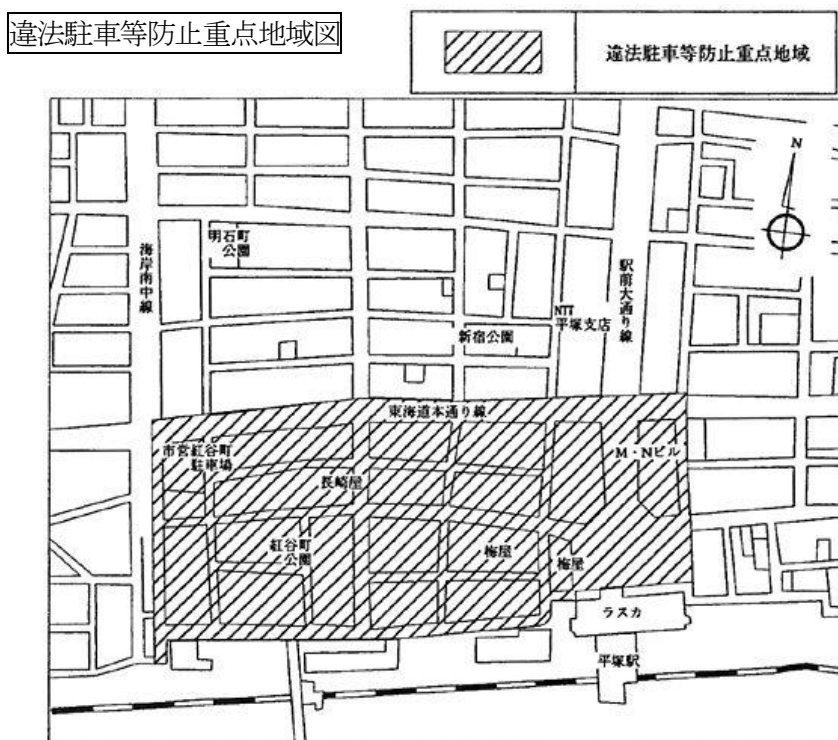 違法駐車等防止重点地域図
違法駐車等防止重点地域
N
明石町
公園
海岸南中線
駅前大通り線
NTT
平塚支店
新宿公園
東海道本通り線
市営紅谷町
駐車場
M・Nビル
長崎屋
紅谷町
公園
梅屋
梅屋
ラスカ
平塚駅